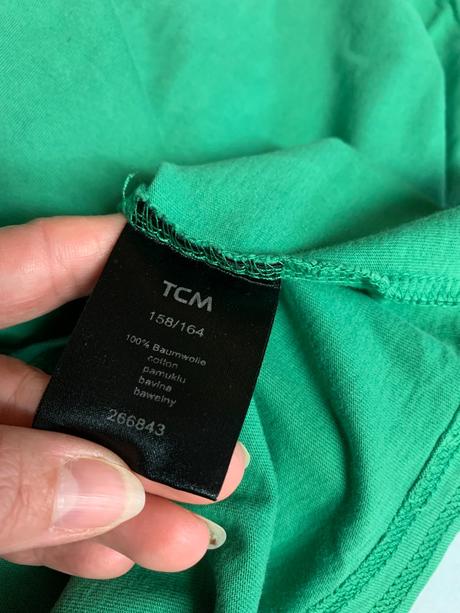 TCM
158/164
100% Baumwolle
cotton
pamuklu
bavlna
bawełny
266843